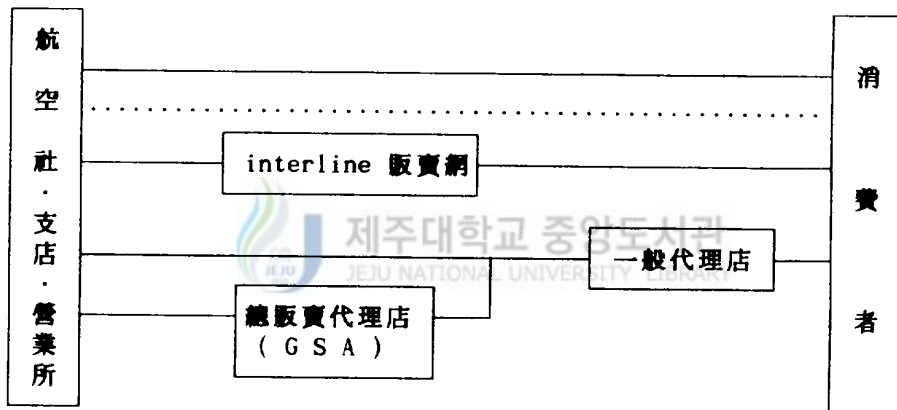 航空社·支店·營業所
interline 販賣網
總販賣代理店
( G S A )
一般代理店
消費者
제주대학교 중앙도서관
JEJU NATIONAL UNIVERSITY LIBRARY
JEJU